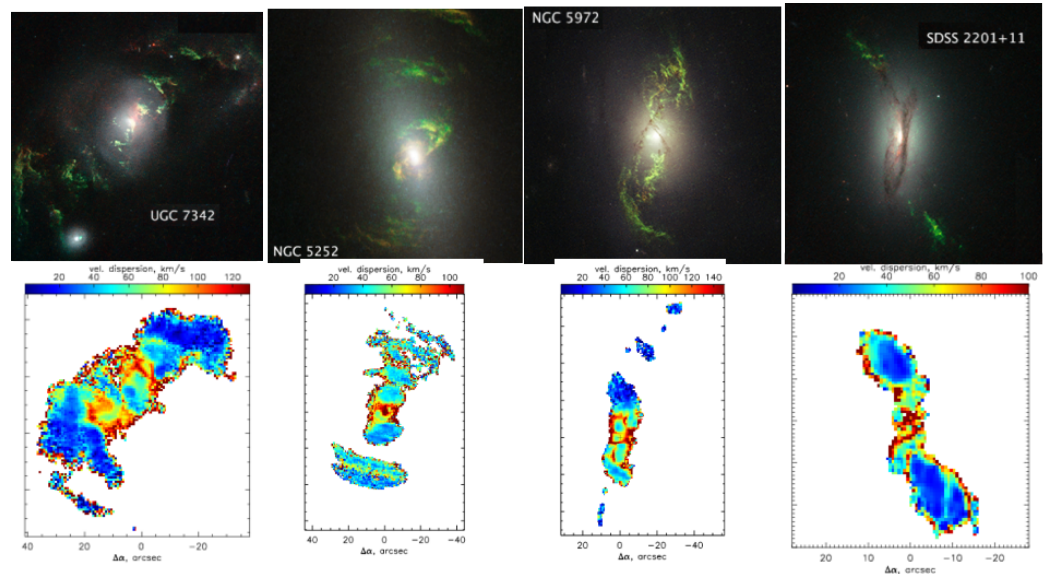 NGC 5972
SDSS 2201+11
UGC 7342
NGC 5252
vel. dispersion, km/s
20 40 60 80 100 120
vel. dispersion, km/s
20 40 60 80 100
vel. dispersion, km/s
20 40 60 80 100 120 140
vel. dispersion, km/s
20 40 60 80 100
40 20 0 -20
Δα, arcsec
40 20 0 -20 -40
Δα, arcsec
40 20 0 -20 -40
Δα, arcsec
20 10 0 -10 -20
Δα, arcsec